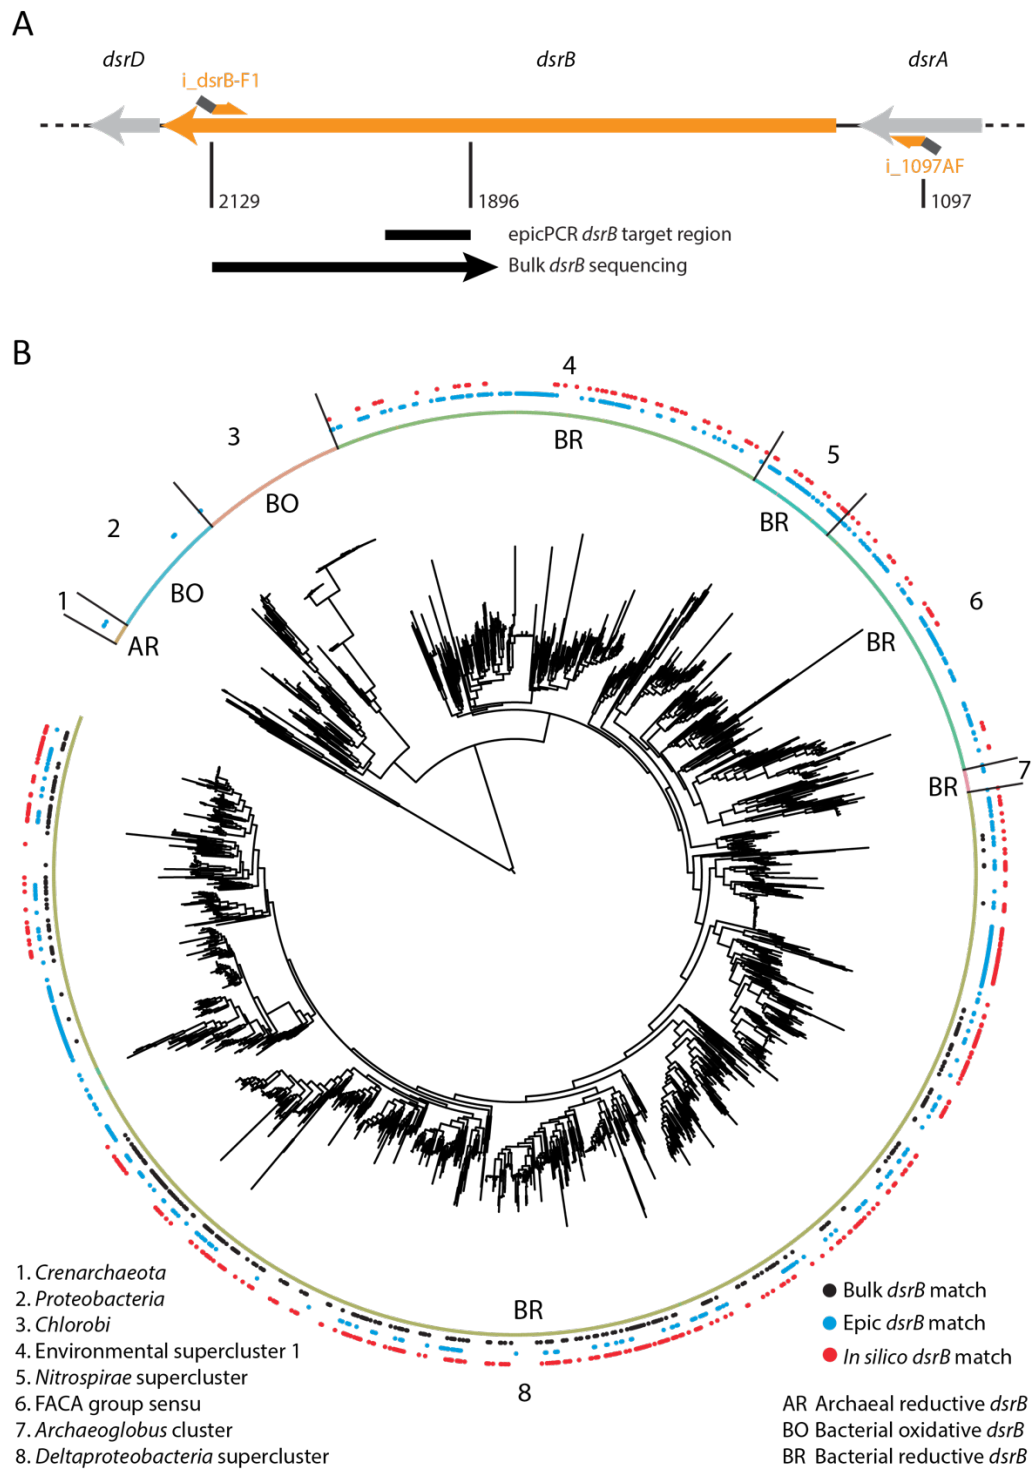 A
dsrD
dsrB
dsrA
i_dsrB-F1
i_1097AF
2129
1896
1097
epicPCR dsrB target region
Bulk dsrB sequencing
B
4
3
BR
5
BO
BR
2
BO
6
1
AR
BR
7
BR
BR
8
1. Crenarchaeota
2. Proteobacteria
3. Chlorobi
4. Environmental supercluster 1
5. Nitrospirae supercluster
6. FACA group sensu
7. Archaeoglobus cluster
8. Deltaproteobacteria supercluster
Bulk dsrB match
Epic dsrB match
In silico dsrB match
AR Archaeal reductive dsrB
BO Bacterial oxidative dsrB
BR Bacterial reductive dsrB